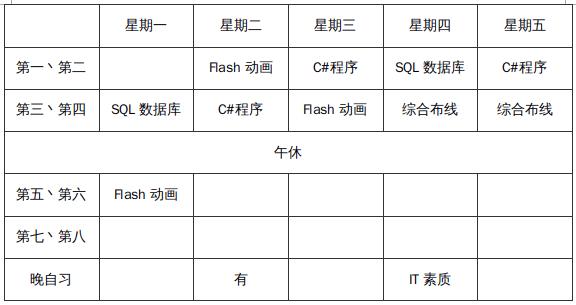 星期一 星期二 星期三 星期四 星期五
第一、第二 Flash 动画 C#程序 SQL 数据库 C#程序
第三、第四 SQL 数据库 C#程序 Flash 动画 综合布线 综合布线
午休
第五、第六 Flash 动画
第七、第八
晚自习 有 IT 素质